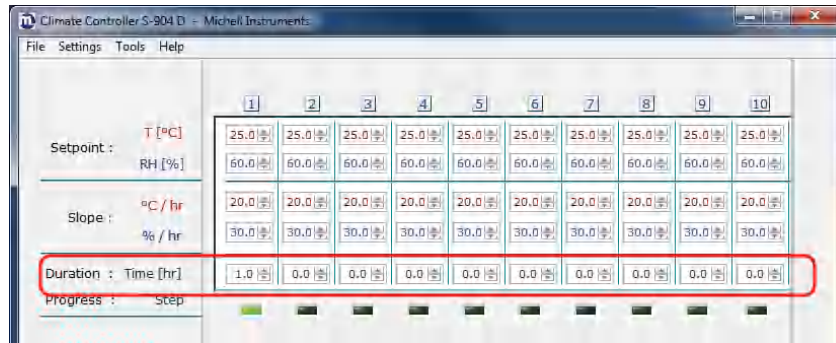 Climate Controller S-904 D - Michell Instruments
File Settings Tools Help
1 2 3 4 5 6 7 8 9 10
Setpoint : T [ºC] 25.0 25.0 25.0 25.0 25.0 25.0 25.0 25.0 25.0 25.0
RH [%] 60.0 60.0 60.0 60.0 60.0 60.0 60.0 60.0 60.0 60.0
Slope : ºC / hr 20.0 20.0 20.0 20.0 20.0 20.0 20.0 20.0 20.0 20.0
% / hr 30.0 30.0 30.0 30.0 30.0 30.0 30.0 30.0 30.0 30.0
Duration : Time [hr] 1.0 0.0 0.0 0.0 0.0 0.0 0.0 0.0 0.0 0.0
Progress : Step